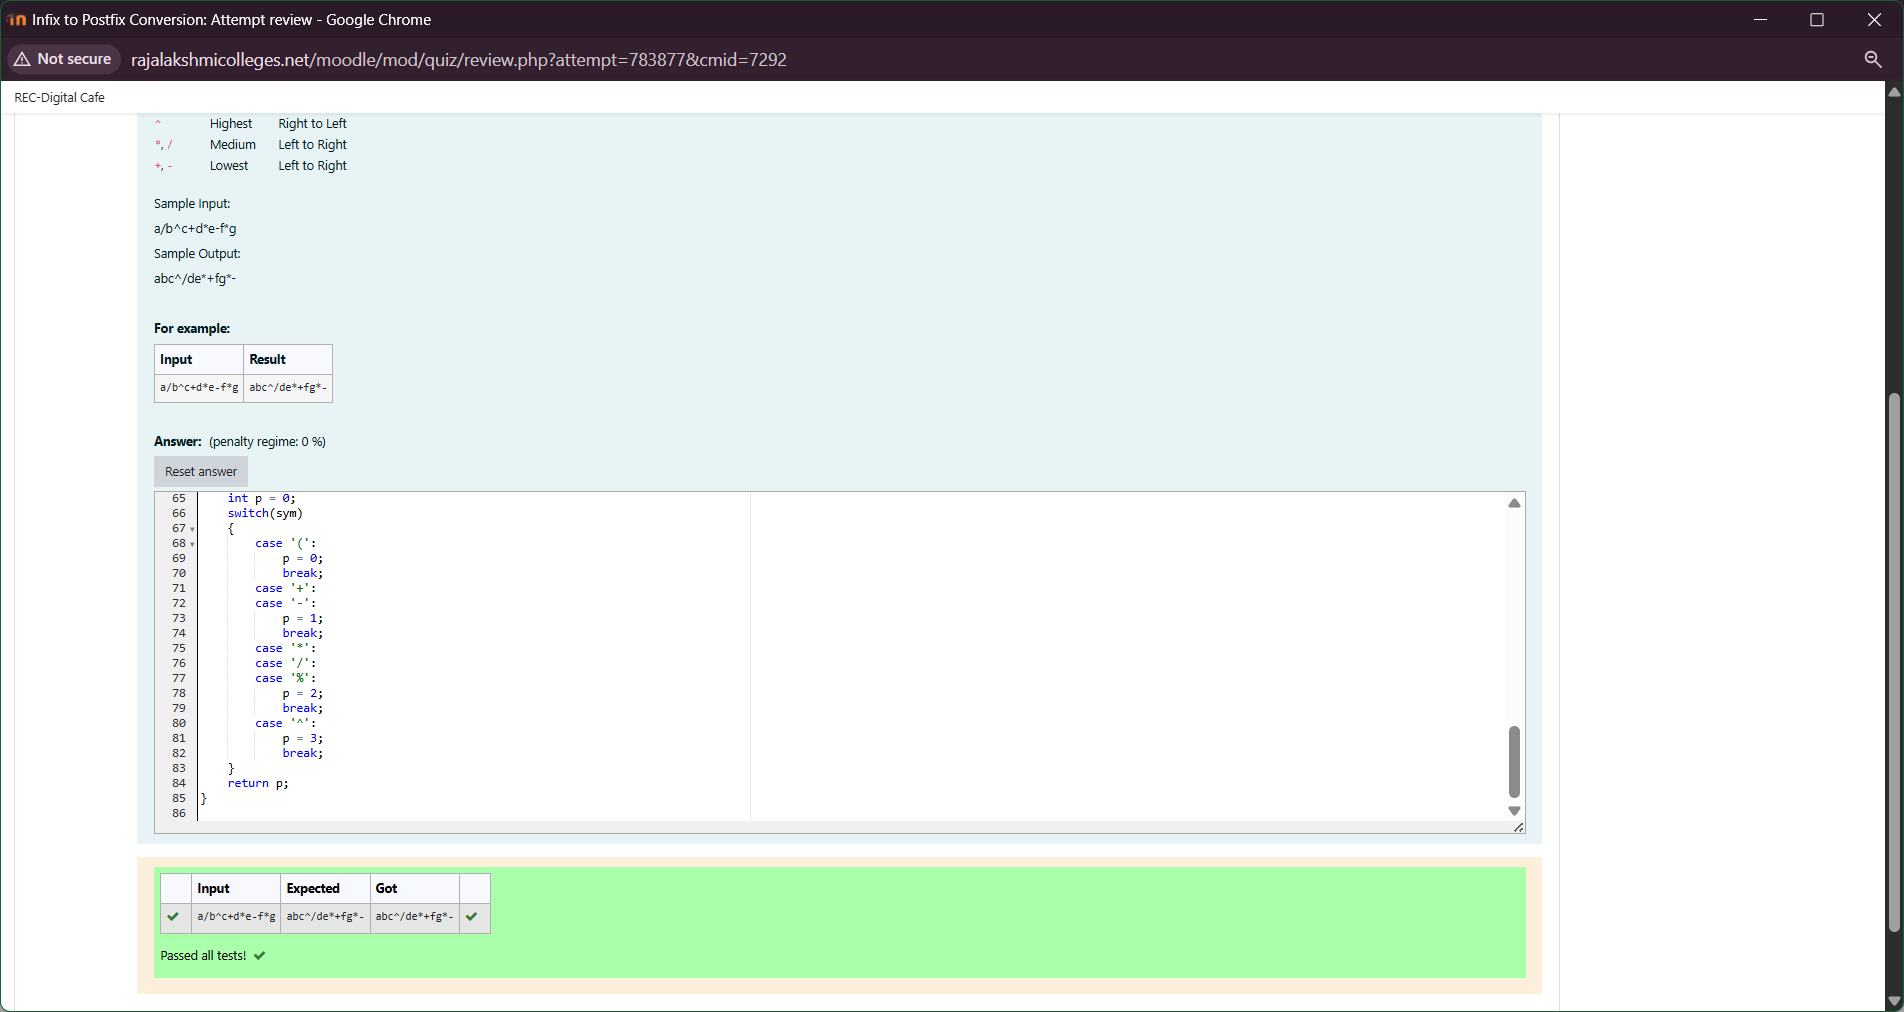 Infix to Postfix Conversion: Attempt review - Google Chrome
Not secure rajalakshmicolleges.net/moodle/mod/quiz/review.php?attempt=783877&cmid=7292
REC-Digital Cafe
^ Highest Right to Left
*, / Medium Left to Right
+, - Lowest Left to Right
Sample Input:
a/b^c+d*e-f*g
Sample Output:
abc^/de*+fg*-
For example:
Input Result
a/b^c+d*e-f*g abc^/de*+fg*-
Answer: (penalty regime: 0 %)
Reset answer
65 int p = 0;
66 switch(sym)
67 {
68 case '(':
69 p = 0;
70 break;
71 case '+':
72 case '-':
73 p = 1;
74 break;
75 case '*':
76 case '/':
77 case '%':
78 p = 2;
79 break;
80 case '^':
81 p = 3;
82 break;
83 }
84 return p;
85 }
86
Input Expected Got
a/b^c+d*e-f*g abc^/de*+fg*- abc^/de*+fg*-
Passed all tests!